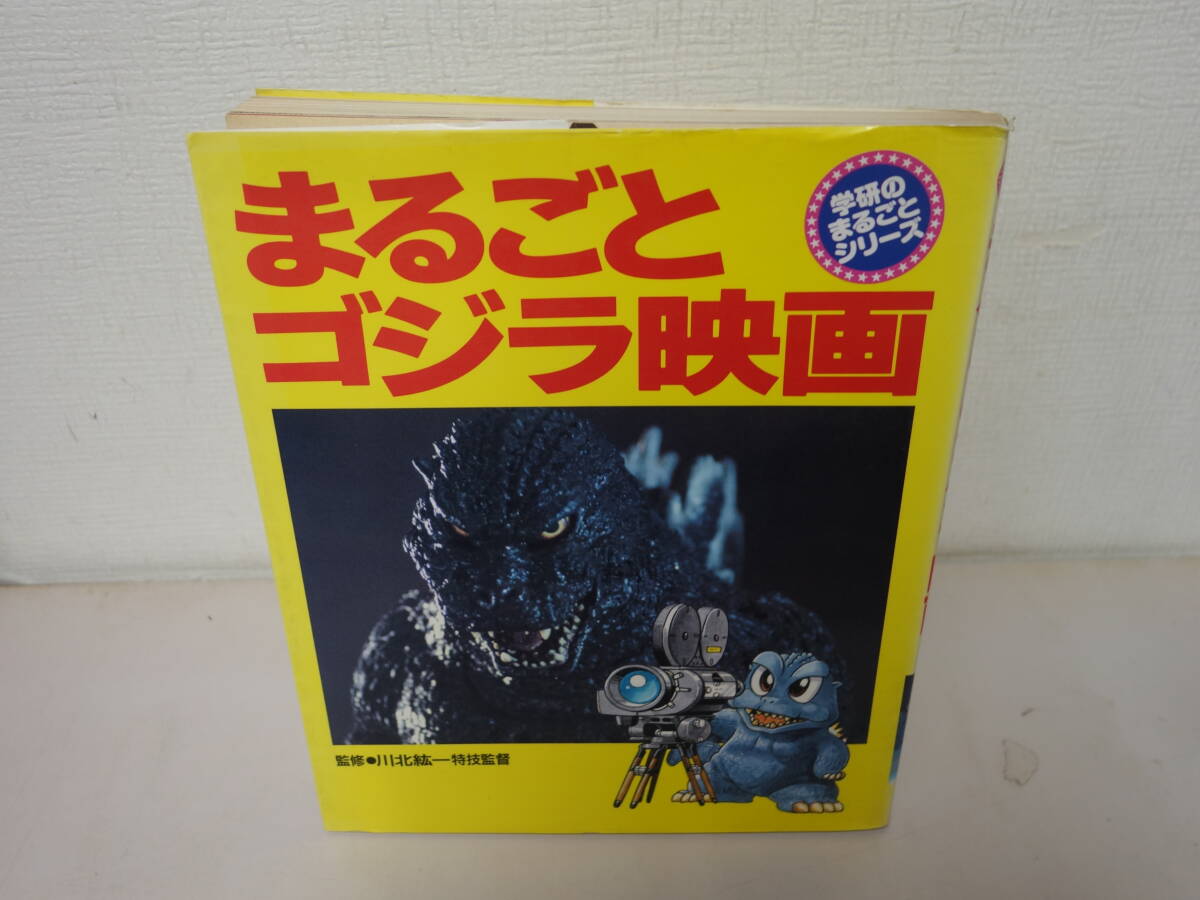 まるごと
ゴジラ映画
学研の
まるごと
シリーズ
監修●川北紘一特技監督